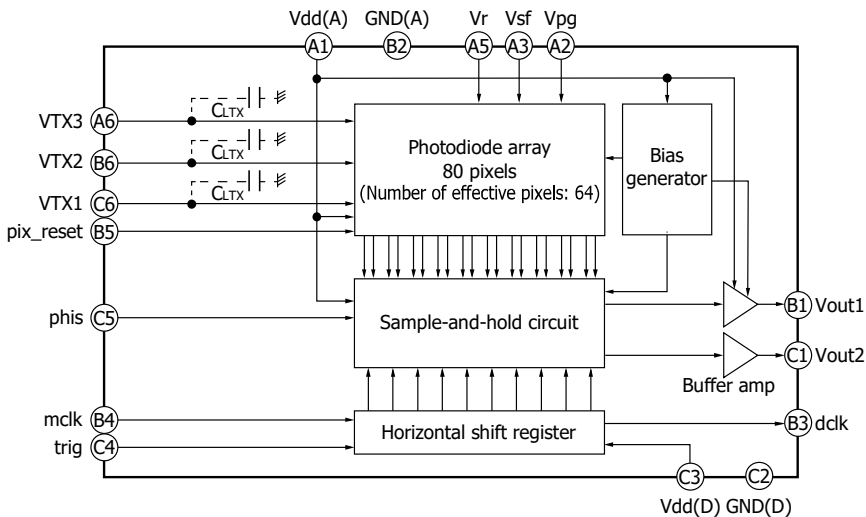 Vdd(A) GND(A) Vr Vsf Vpg
A1 B2 A5 A3 A2
CLTX
VTX3 A6
CLTX
VTX2 B6
CLTX
VTX1 C6
pix_reset B5
Photodiode array
80 pixels
(Number of effective pixels: 64)
Bias
generator
phis C5
Sample-and-hold circuit
B1 Vout1
C1 Vout2
Buffer amp
mclk B4
trig C4
Horizontal shift register
B3 dclk
C3 C2
Vdd(D) GND(D)